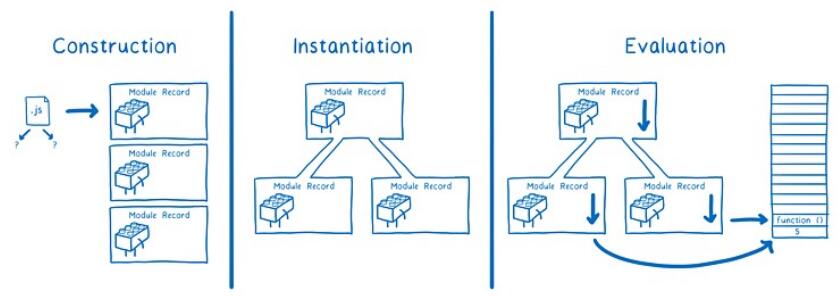 Construction
.js
?
?
Module Record
Module Record
Module Record
Instantiation
Module Record
Module Record
Module Record
Evaluation
Module Record
Module Record
Module Record
function ()
5